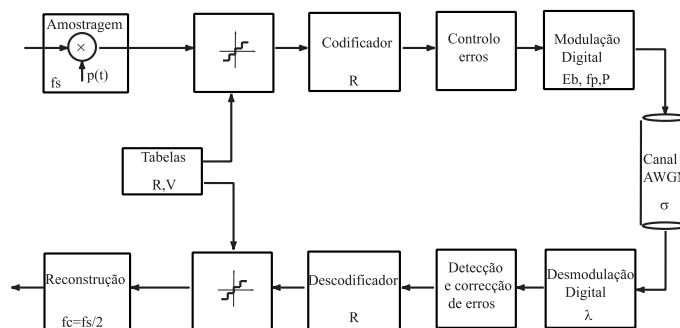 Amostragem
×
p(t)
fs
Codificador
R
Controlo
erros
Modulação
Digital
Eb, fp,P
Tabelas
R,V
Canal
AWGN
σ
Reconstrução
fc=fs/2
Descodificador
R
Detecção
e correcção
de erros
Desmodulação
Digital
λ